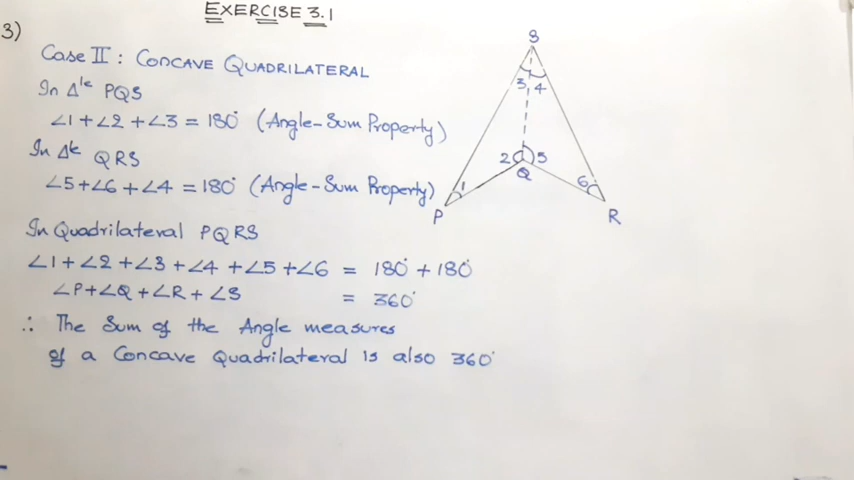 EXERCISE 3.1
3)
Case II : CONCAVE QUADRILATERAL
In Δle PQS
∠1+∠2+∠3 = 180° (Angle-Sum Property)
In Δle QRS
∠5+∠6+∠4 = 180° (Angle-Sum Property)
In Quadrilateral PQRS
∠1+∠2+∠3+∠4+∠5+∠6 = 180°+180°
∠P+∠Q+∠R+∠S = 360°
∴ The Sum of the Angle measures
of a Concave Quadrilateral is also 360°
S
3 4
2 5
Q
1
6
P
R